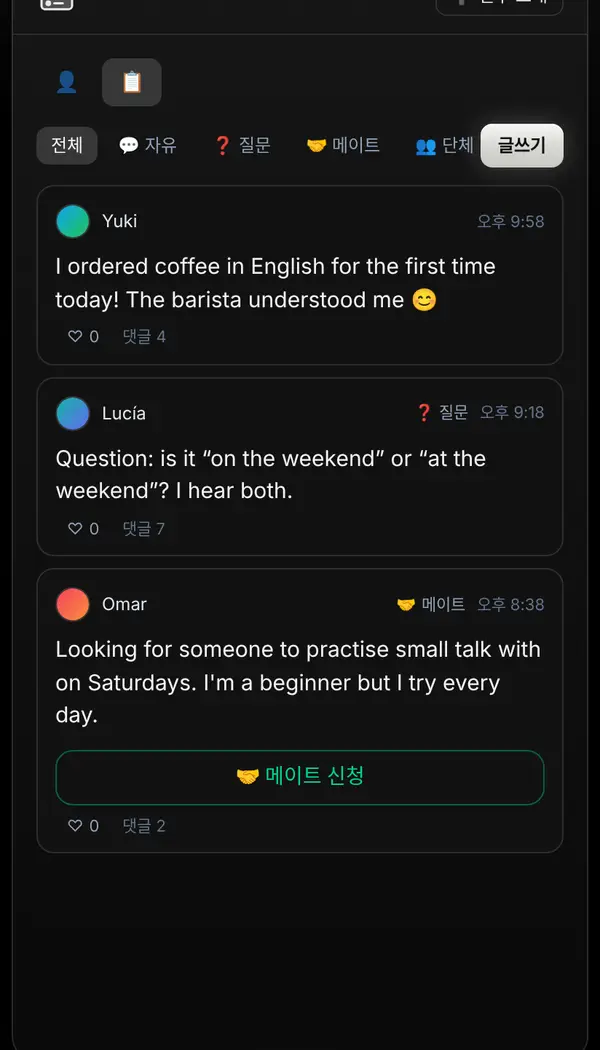 전체 💬 자유 ❓ 질문 🤝 메이트 👥 단체 글쓰기
Yuki 오후 9:58
I ordered coffee in English for the first time
today! The barista understood me 😊
♡ 0 댓글 4
Lucía ❓ 질문 오후 9:18
Question: is it “on the weekend” or “at the
weekend”? I hear both.
♡ 0 댓글 7
Omar 🤝 메이트 오후 8:38
Looking for someone to practise small talk with
on Saturdays. I'm a beginner but I try every
day.
🤝 메이트 신청
♡ 0 댓글 2